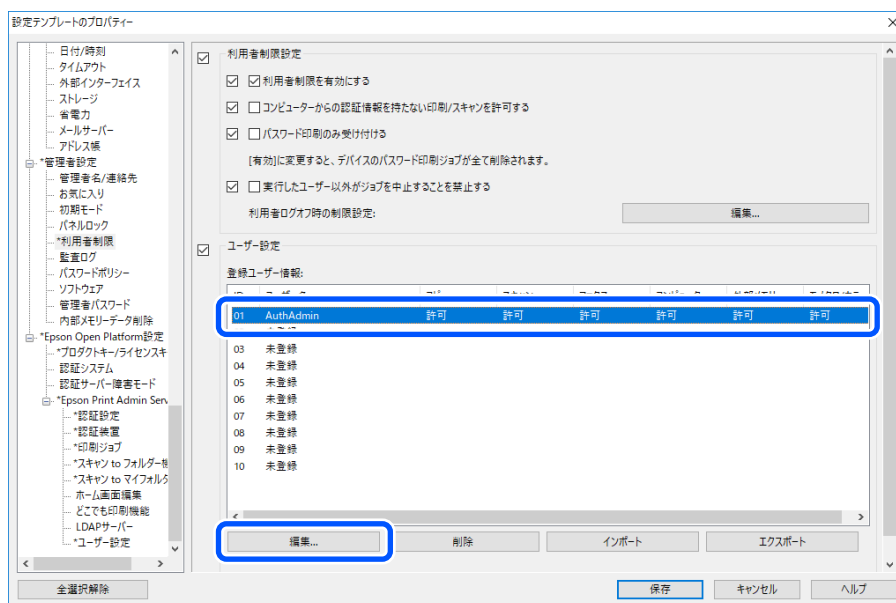 設定テンプレートのプロパティー
日付/時刻
タイムアウト
外部インターフェイス
ストレージ
省電力
メールサーバー
アドレス帳
*管理者設定
管理者名/連絡先
お気に入り
初期モード
パネルロック
*利用者制限
監査ログ
パスワードポリシー
ソフトウェア
管理者パスワード
内部メモリーデータ削除
*Epson Open Platform設定
*プロダクトキー/ライセンスキ
認証システム
認証サーバー障害モード
*Epson Print Admin Serv
*認証設定
*認証装置
*印刷ジョブ
*スキャン to フォルダー機
*スキャン to マイフォルダ
ホーム画面編集
どこでも印刷機能
LDAPサーバー
*ユーザー設定
利用者制限設定
利用者制限を有効にする
コンピューターからの認証情報を持たない印刷/スキャンを許可する
パスワード印刷のみ受け付ける
[有効]に変更すると、デバイスのパスワード印刷ジョブが全て削除されます。
実行したユーザー以外がジョブを中止することを禁止する
利用者ログオフ時の制限設定: 編集...
ユーザー設定
登録ユーザー情報:
01 AuthAdmin 許可 許可 許可 許可 許可 許可
03 未登録
04 未登録
05 未登録
06 未登録
07 未登録
08 未登録
09 未登録
10 未登録
編集... 削除 インポート エクスポート
全選択解除 保存 キャンセル ヘルプ